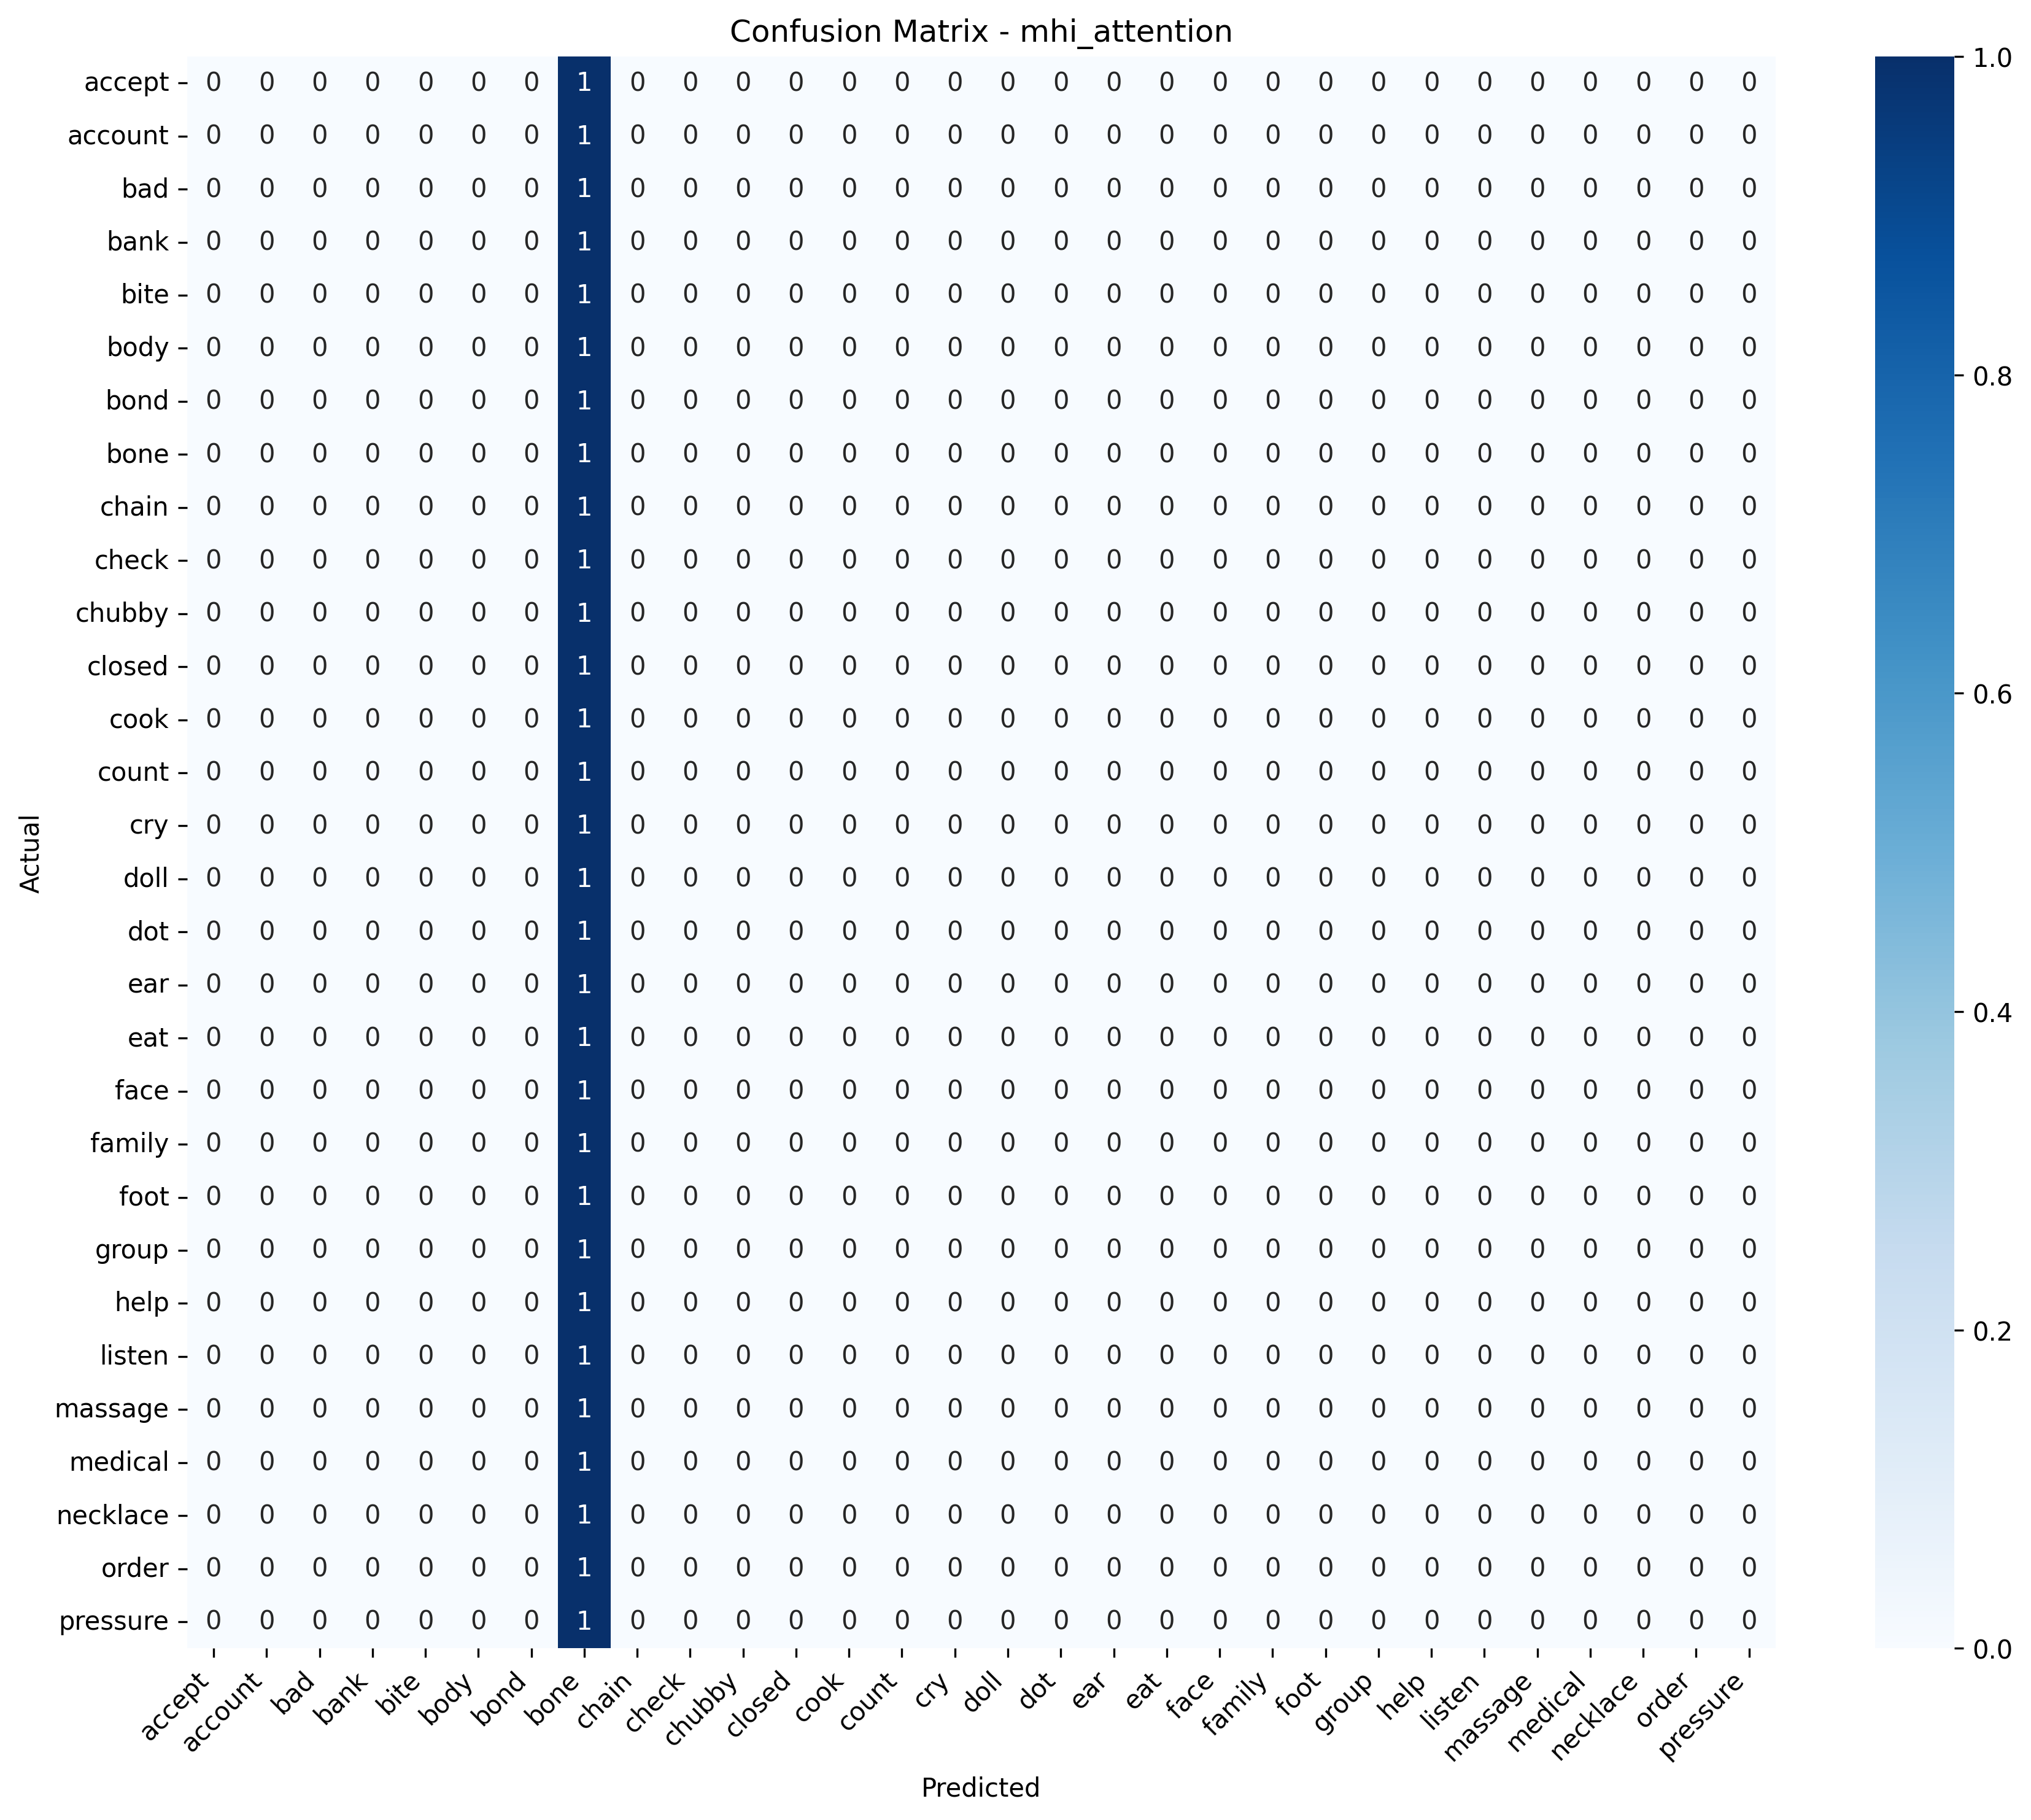 Confusion Matrix - mhi_attention
accept 0 0 0 0 0 0 0 1 0 0 0 0 0 0 0 0 0 0 0 0 0 0 0 0 0 0 0 0 0 0
account 0 0 0 0 0 0 0 1 0 0 0 0 0 0 0 0 0 0 0 0 0 0 0 0 0 0 0 0 0 0
bad 0 0 0 0 0 0 0 1 0 0 0 0 0 0 0 0 0 0 0 0 0 0 0 0 0 0 0 0 0 0
bank 0 0 0 0 0 0 0 1 0 0 0 0 0 0 0 0 0 0 0 0 0 0 0 0 0 0 0 0 0 0
bite 0 0 0 0 0 0 0 1 0 0 0 0 0 0 0 0 0 0 0 0 0 0 0 0 0 0 0 0 0 0
body 0 0 0 0 0 0 0 1 0 0 0 0 0 0 0 0 0 0 0 0 0 0 0 0 0 0 0 0 0 0
bond 0 0 0 0 0 0 0 1 0 0 0 0 0 0 0 0 0 0 0 0 0 0 0 0 0 0 0 0 0 0
bone 0 0 0 0 0 0 0 1 0 0 0 0 0 0 0 0 0 0 0 0 0 0 0 0 0 0 0 0 0 0
chain 0 0 0 0 0 0 0 1 0 0 0 0 0 0 0 0 0 0 0 0 0 0 0 0 0 0 0 0 0 0
check 0 0 0 0 0 0 0 1 0 0 0 0 0 0 0 0 0 0 0 0 0 0 0 0 0 0 0 0 0 0
chubby 0 0 0 0 0 0 0 1 0 0 0 0 0 0 0 0 0 0 0 0 0 0 0 0 0 0 0 0 0 0
closed 0 0 0 0 0 0 0 1 0 0 0 0 0 0 0 0 0 0 0 0 0 0 0 0 0 0 0 0 0 0
cook 0 0 0 0 0 0 0 1 0 0 0 0 0 0 0 0 0 0 0 0 0 0 0 0 0 0 0 0 0 0
count 0 0 0 0 0 0 0 1 0 0 0 0 0 0 0 0 0 0 0 0 0 0 0 0 0 0 0 0 0 0
cry 0 0 0 0 0 0 0 1 0 0 0 0 0 0 0 0 0 0 0 0 0 0 0 0 0 0 0 0 0 0
doll 0 0 0 0 0 0 0 1 0 0 0 0 0 0 0 0 0 0 0 0 0 0 0 0 0 0 0 0 0 0
dot 0 0 0 0 0 0 0 1 0 0 0 0 0 0 0 0 0 0 0 0 0 0 0 0 0 0 0 0 0 0
ear 0 0 0 0 0 0 0 1 0 0 0 0 0 0 0 0 0 0 0 0 0 0 0 0 0 0 0 0 0 0
eat 0 0 0 0 0 0 0 1 0 0 0 0 0 0 0 0 0 0 0 0 0 0 0 0 0 0 0 0 0 0
face 0 0 0 0 0 0 0 1 0 0 0 0 0 0 0 0 0 0 0 0 0 0 0 0 0 0 0 0 0 0
family 0 0 0 0 0 0 0 1 0 0 0 0 0 0 0 0 0 0 0 0 0 0 0 0 0 0 0 0 0 0
foot 0 0 0 0 0 0 0 1 0 0 0 0 0 0 0 0 0 0 0 0 0 0 0 0 0 0 0 0 0 0
group 0 0 0 0 0 0 0 1 0 0 0 0 0 0 0 0 0 0 0 0 0 0 0 0 0 0 0 0 0 0
help 0 0 0 0 0 0 0 1 0 0 0 0 0 0 0 0 0 0 0 0 0 0 0 0 0 0 0 0 0 0
listen 0 0 0 0 0 0 0 1 0 0 0 0 0 0 0 0 0 0 0 0 0 0 0 0 0 0 0 0 0 0
massage 0 0 0 0 0 0 0 1 0 0 0 0 0 0 0 0 0 0 0 0 0 0 0 0 0 0 0 0 0 0
medical 0 0 0 0 0 0 0 1 0 0 0 0 0 0 0 0 0 0 0 0 0 0 0 0 0 0 0 0 0 0
necklace 0 0 0 0 0 0 0 1 0 0 0 0 0 0 0 0 0 0 0 0 0 0 0 0 0 0 0 0 0 0
order 0 0 0 0 0 0 0 1 0 0 0 0 0 0 0 0 0 0 0 0 0 0 0 0 0 0 0 0 0 0
pressure 0 0 0 0 0 0 0 1 0 0 0 0 0 0 0 0 0 0 0 0 0 0 0 0 0 0 0 0 0 0
accept account bad bank bite body bond bone chain check chubby closed cook count cry doll dot ear eat face family foot group help listen massage medical necklace order pressure
Predicted
Actual
1.0
0.8
0.6
0.4
0.2
0.0